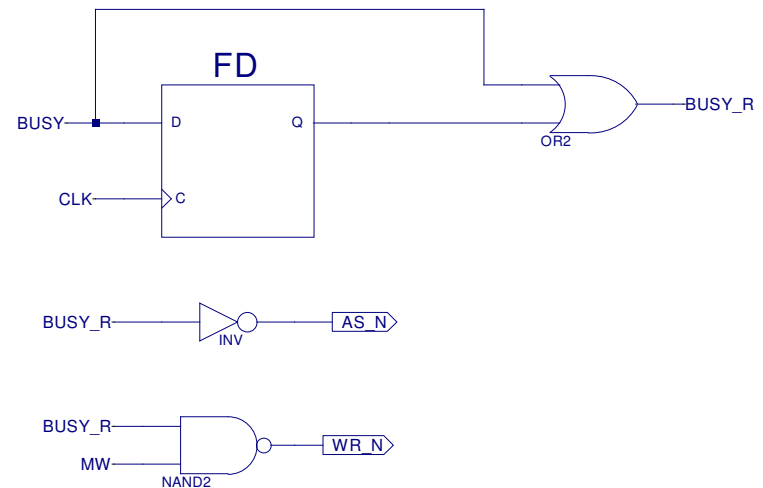 FD
BUSY
D
Q
BUSY_R
OR2
CLK
C
BUSY_R
INV
AS_N
BUSY_R
MW
NAND2
WR_N